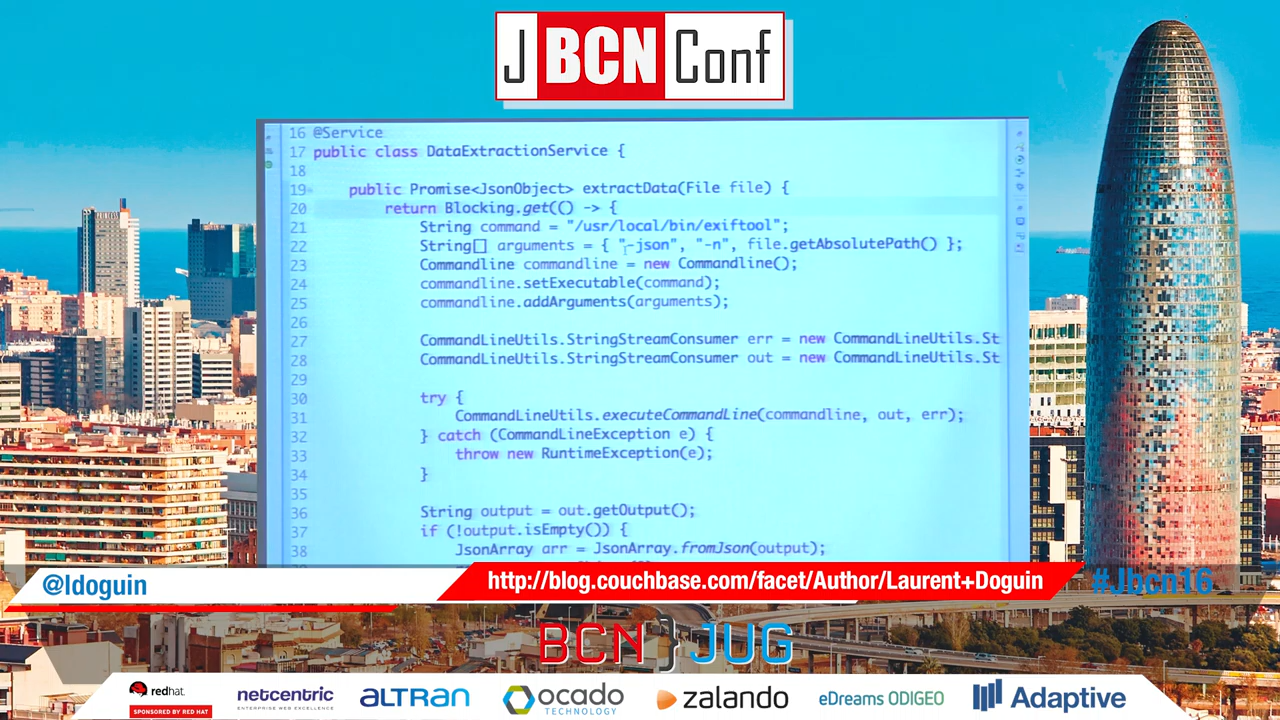 J BCN Conf
16 @Service
17 public class DataExtractionService {
18
19 public Promise<JsonObject> extractData(File file) {
20 return Blocking.get(() -> {
21 String command = "/usr/local/bin/exiftool";
22 String[] arguments = { "-json", "-n", file.getAbsolutePath() };
23 Commandline commandline = new Commandline();
24 commandline.setExecutable(command);
25 commandline.addArguments(arguments);
26
27 CommandLineUtils.StringStreamConsumer err = new CommandLineUtils.St
28 CommandLineUtils.StringStreamConsumer out = new CommandLineUtils.St
29
30 try {
31 CommandLineUtils.executeCommandLine(commandline, out, err);
32 } catch (CommandLineException e) {
33 throw new RuntimeException(e);
34 }
35
36 String output = out.getOutput();
37 if (!output.isEmpty()) {
38 JsonArray arr = JsonArray.fromJson(output);
@ldoguin
http://blog.couchbase.com/facet/Author/Laurent+Doguin
#Jbcn16
BCN } JUG
redhat.
SPONSORED BY RED HAT
netcentric
ENTERPRISE WEB EXCELLENCE
ALTRAN
ocado
TECHNOLOGY
zalando
eDreams ODIGEO
Adaptive